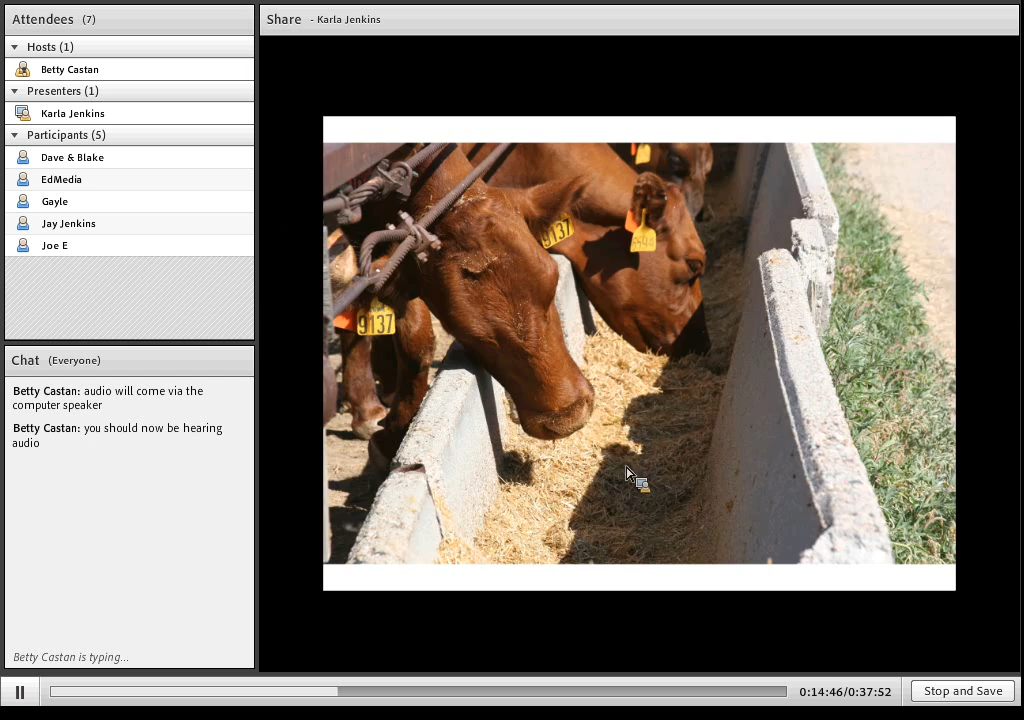 Attendees (7)
Hosts (1)
Betty Castan
Presenters (1)
Karla Jenkins
Participants (5)
Dave & Blake
EdMedia
Gayle
Jay Jenkins
Joe E
Chat (Everyone)
Betty Castan: audio will come via the
computer speaker
Betty Castan: you should now be hearing
audio
Betty Castan is typing...
Share - Karla Jenkins
9137
9137
0:14:46/0:37:52
Stop and Save